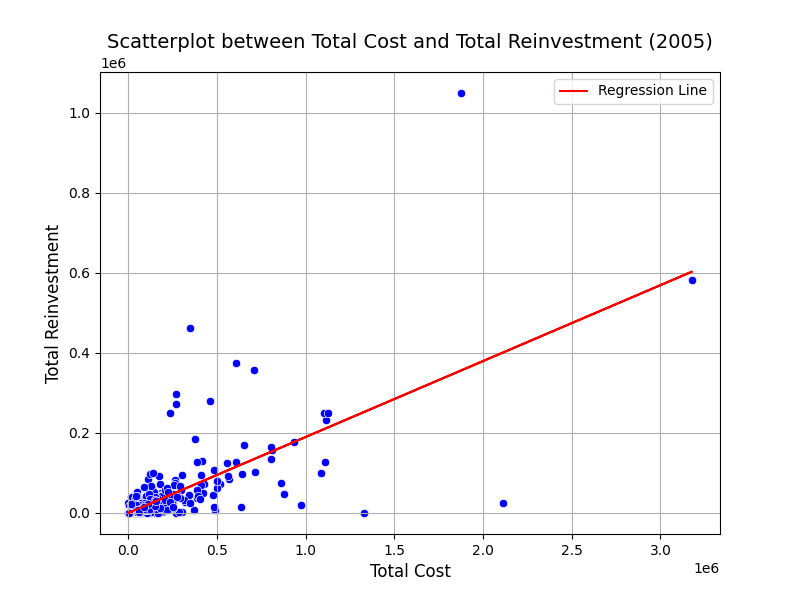 Scatterplot between Total Cost and Total Reinvestment (2005)
1e6
Regression Line
1.0
0.8
0.6
0.4
0.2
0.0
Total Reinvestment
0.0 0.5 1.0 1.5 2.0 2.5 3.0
1e6
Total Cost